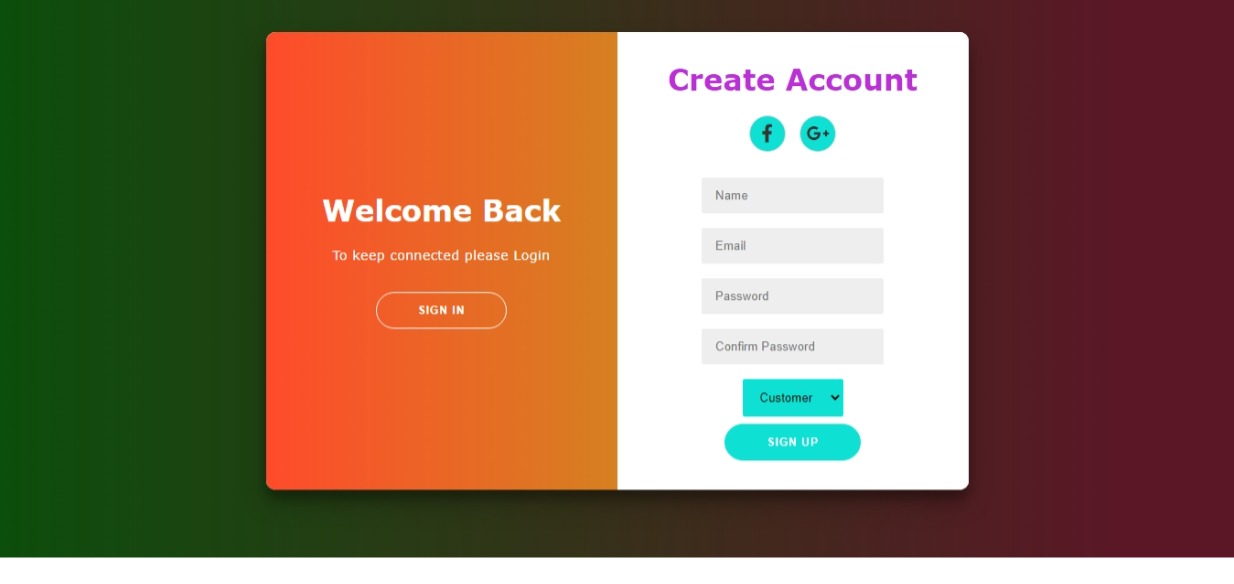 Welcome Back
To keep connected please Login
SIGN IN
Create Account
f G+
Name
Email
Password
Confirm Password
Customer
SIGN UP